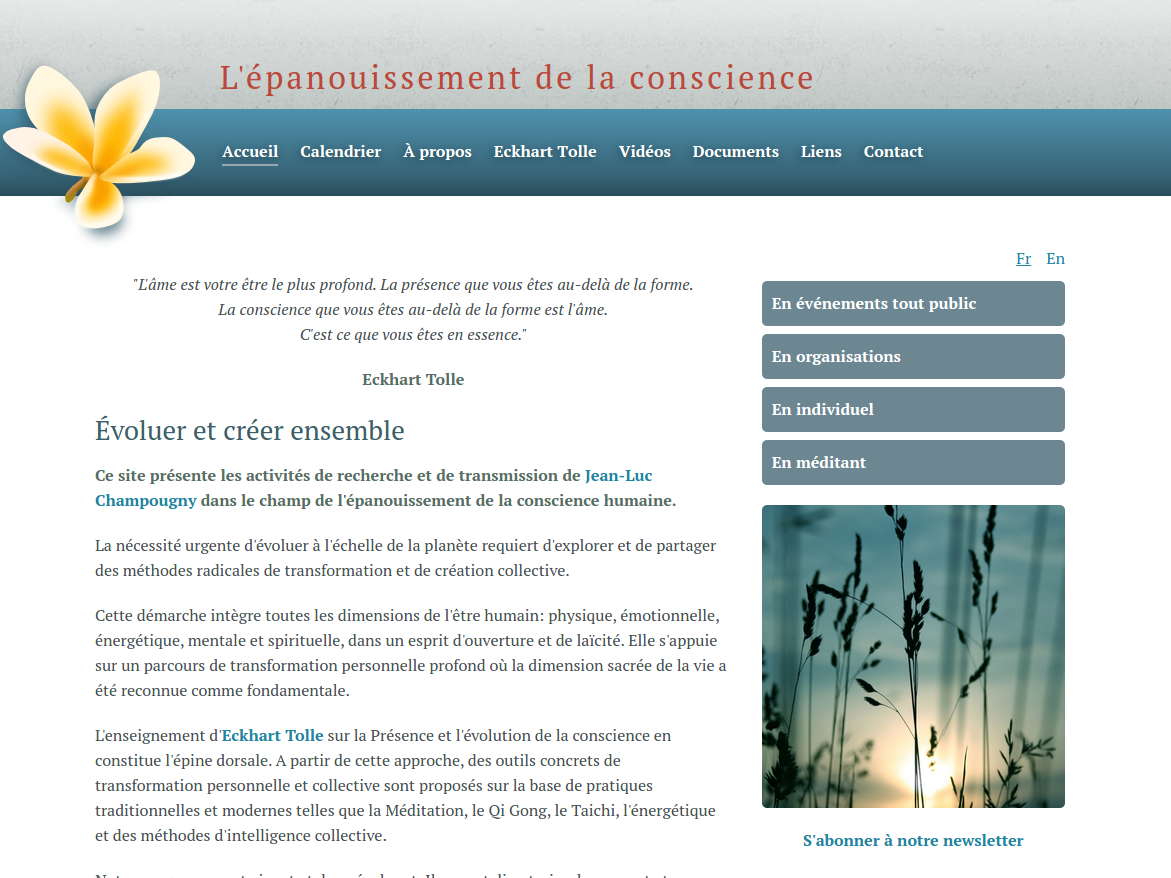 L'épanouissement de la conscience
Accueil Calendrier À propos Eckhart Tolle Vidéos Documents Liens Contact
Fr En
"L'âme est votre être le plus profond. La présence que vous êtes au-delà de la forme.
La conscience que vous êtes au-delà de la forme est l'âme.
C'est ce que vous êtes en essence."
Eckhart Tolle
Évoluer et créer ensemble
Ce site présente les activités de recherche et de transmission de Jean-Luc
Champougny dans le champ de l'épanouissement de la conscience humaine.
La nécessité urgente d'évoluer à l'échelle de la planète requiert d'explorer et de partager
des méthodes radicales de transformation et de création collective.
Cette démarche intègre toutes les dimensions de l'être humain: physique, émotionnelle,
énergétique, mentale et spirituelle, dans un esprit d'ouverture et de laïcité. Elle s'appuie
sur un parcours de transformation personnelle profond où la dimension sacrée de la vie a
été reconnue comme fondamentale.
L'enseignement d'Eckhart Tolle sur la Présence et l'évolution de la conscience en
constitue l'épine dorsale. A partir de cette approche, des outils concrets de
transformation personnelle et collective sont proposés sur la base de pratiques
traditionnelles et modernes telles que la Méditation, le Qi Gong, le Taichi, l'énergétique
et des méthodes d'intelligence collective.
En événements tout public
En organisations
En individuel
En méditant
S'abonner à notre newsletter